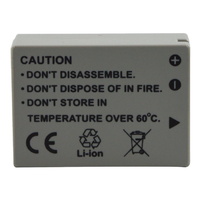 CAUTION
• DON'T DISASSEMBLE.
• DON'T DISPOSE OF IN FIRE.
• DON'T STORE IN
TEMPERATURE OVER 60°C.
CE
Li-ion